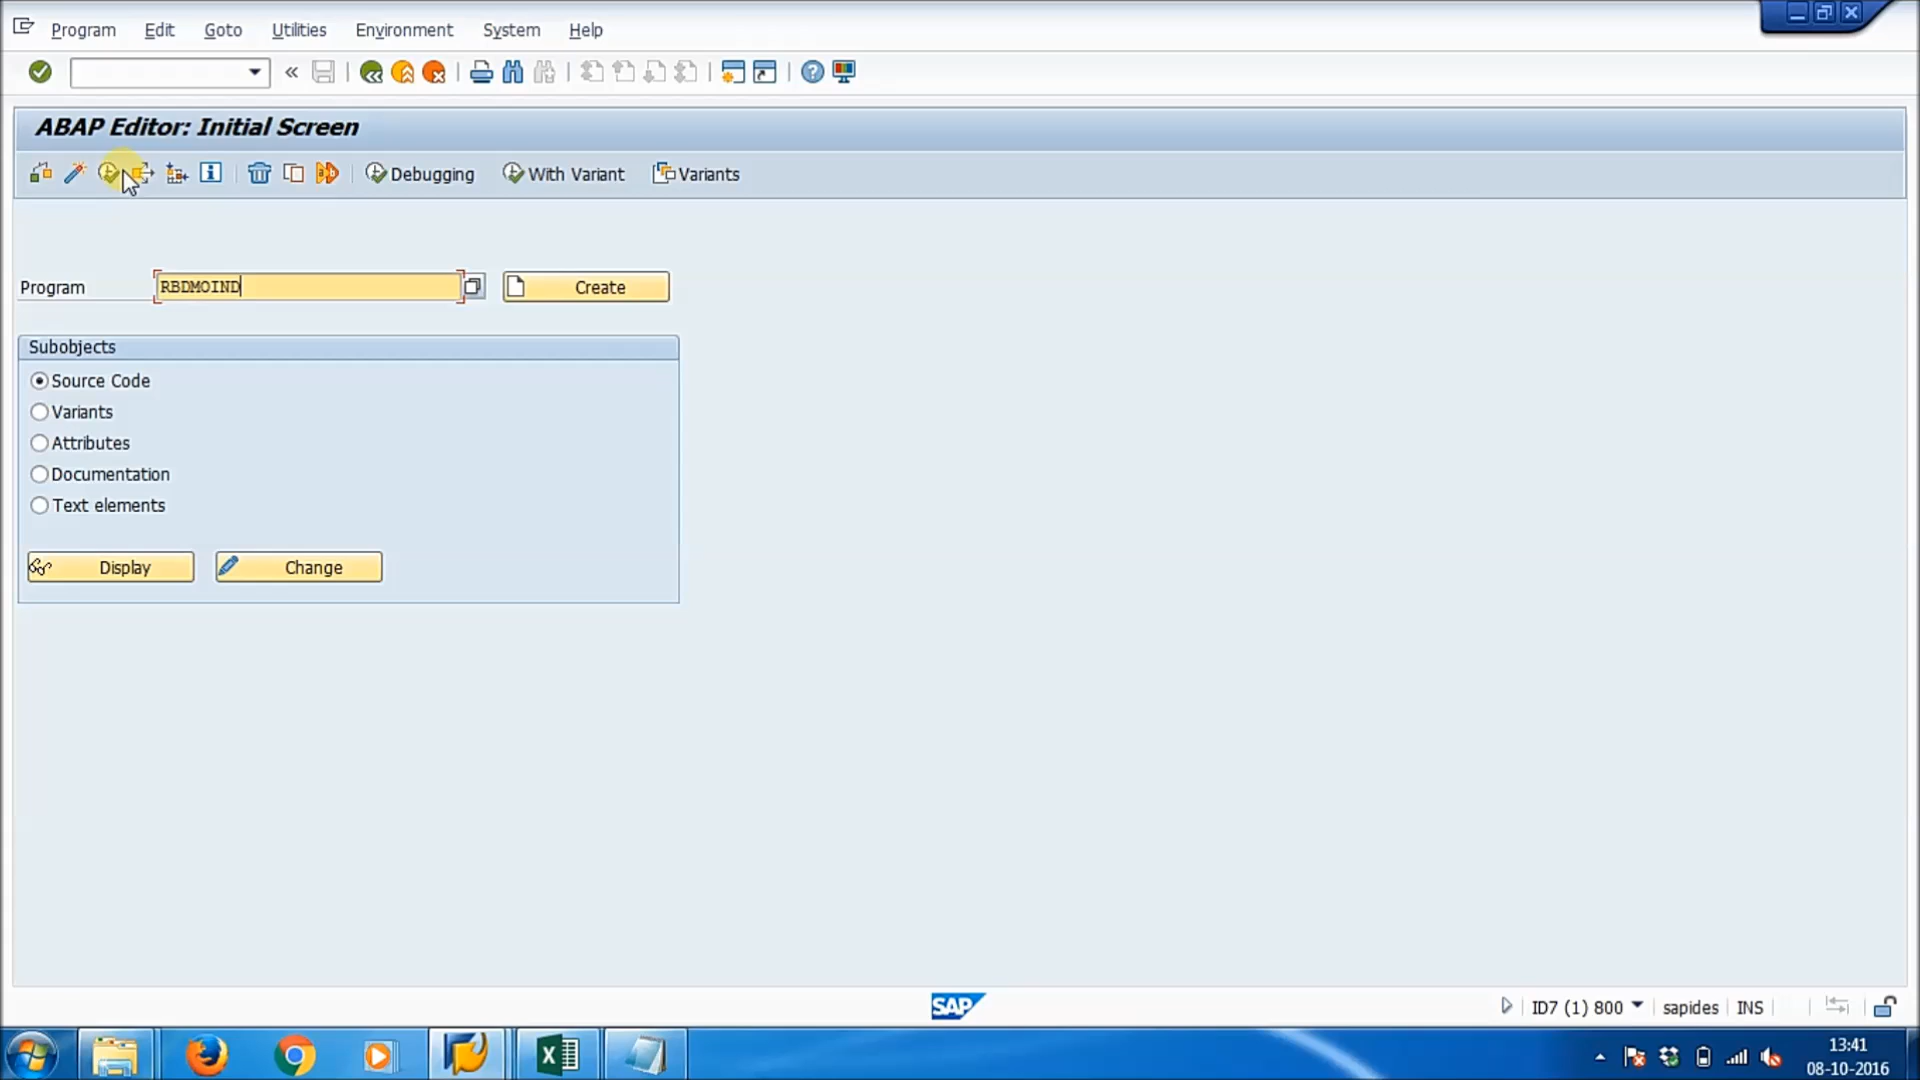 Program Edit Goto Utilities Environment System Help
ABAP Editor: Initial Screen
Debugging With Variant Variants
Program RBDMOIND Create
Subobjects
Source Code
Variants
Attributes
Documentation
Text elements
Display Change
SAP ID7 (1) 800 sapides INS
13:41
08-10-2016